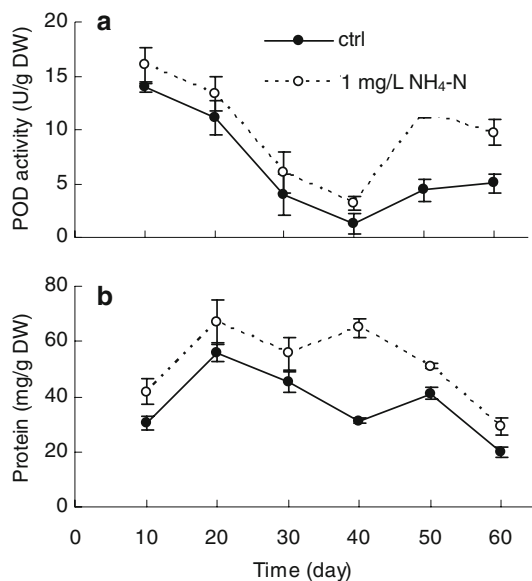 a
POD activity (U/g DW)
20
15
10
5
0
ctrl
1 mg/L NH₄-N
b
Protein (mg/g DW)
80
60
40
20
0
0 10 20 30 40 50 60
Time (day)